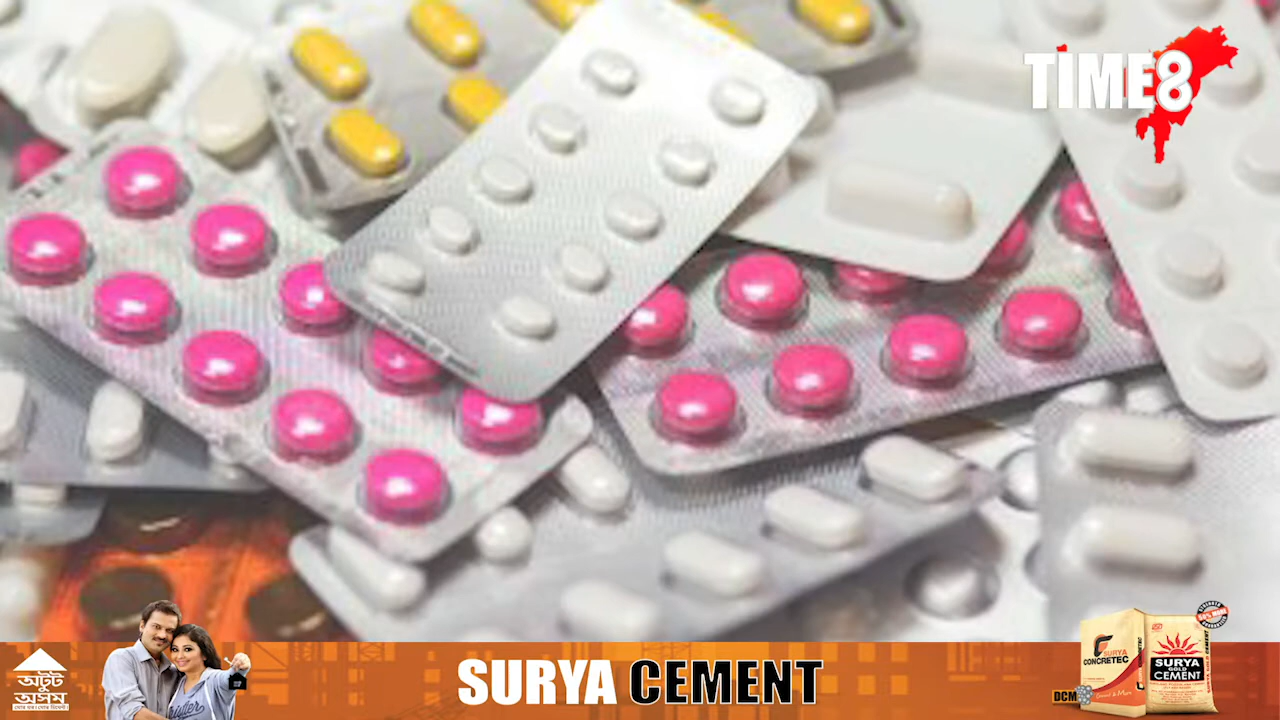 TIME8
অটুট
অসম
SURYA CEMENT
SURYA
CONCRETEC
SURYA
GOLD
CEMENT
DCM